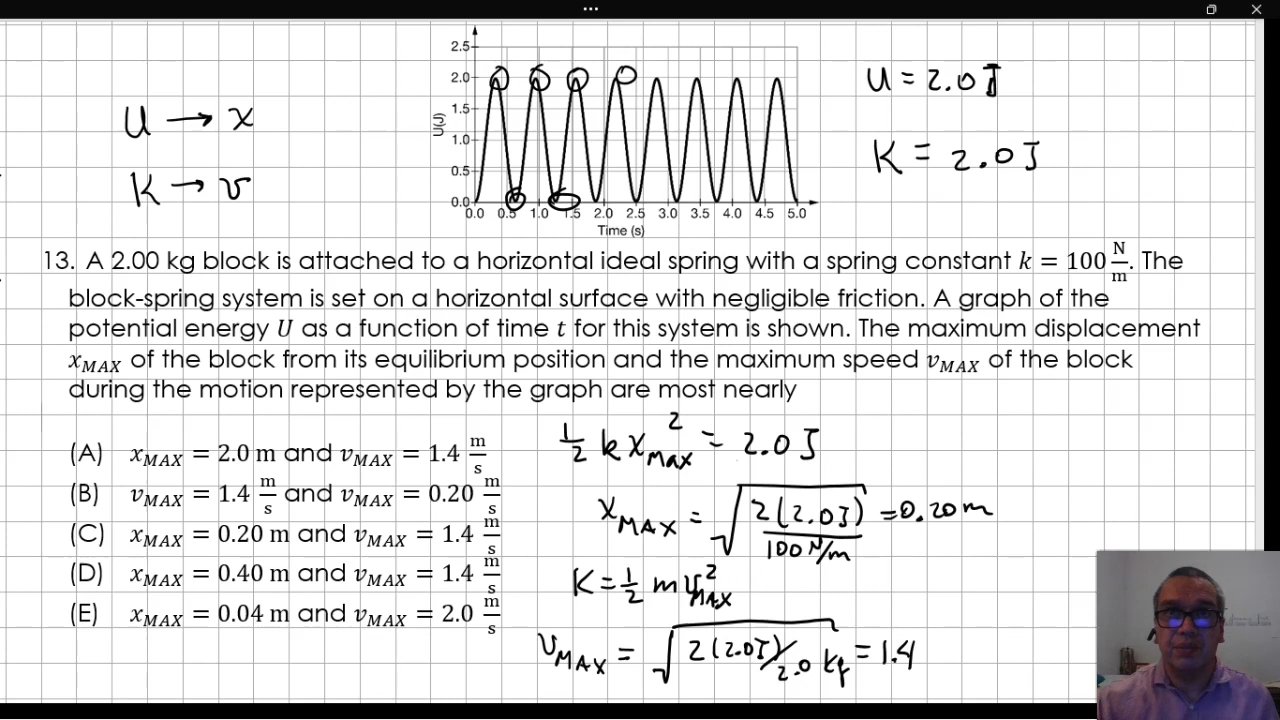 2.5
2.0
1.5
1.0
0.5
0.0
U(J)
0.0 0.5 1.0 1.5 2.0 2.5 3.0 3.5 4.0 4.5 5.0
Time (s)
U → x
K → v
U = 2.0 J
K = 2.0 J
13. A 2.00 kg block is attached to a horizontal ideal spring with a spring constant k = 100 N/m. The
block-spring system is set on a horizontal surface with negligible friction. A graph of the
potential energy U as a function of time t for this system is shown. The maximum displacement
x_MAX of the block from its equilibrium position and the maximum speed v_MAX of the block
during the motion represented by the graph are most nearly
(A) x_MAX = 2.0 m and v_MAX = 1.4 m/s
(B) v_MAX = 1.4 m/s and v_MAX = 0.20 m/s
(C) x_MAX = 0.20 m and v_MAX = 1.4 m/s
(D) x_MAX = 0.40 m and v_MAX = 1.4 m/s
(E) x_MAX = 0.04 m and v_MAX = 2.0 m/s
1/2 k x_Max^2 = 2.0 J
x_MAX = √(2(2.0J)/100 N/m) = 0.20 m
K = 1/2 m v_MAX^2
v_MAX = √(2(2.0J)/2.0 kg) = 1.4